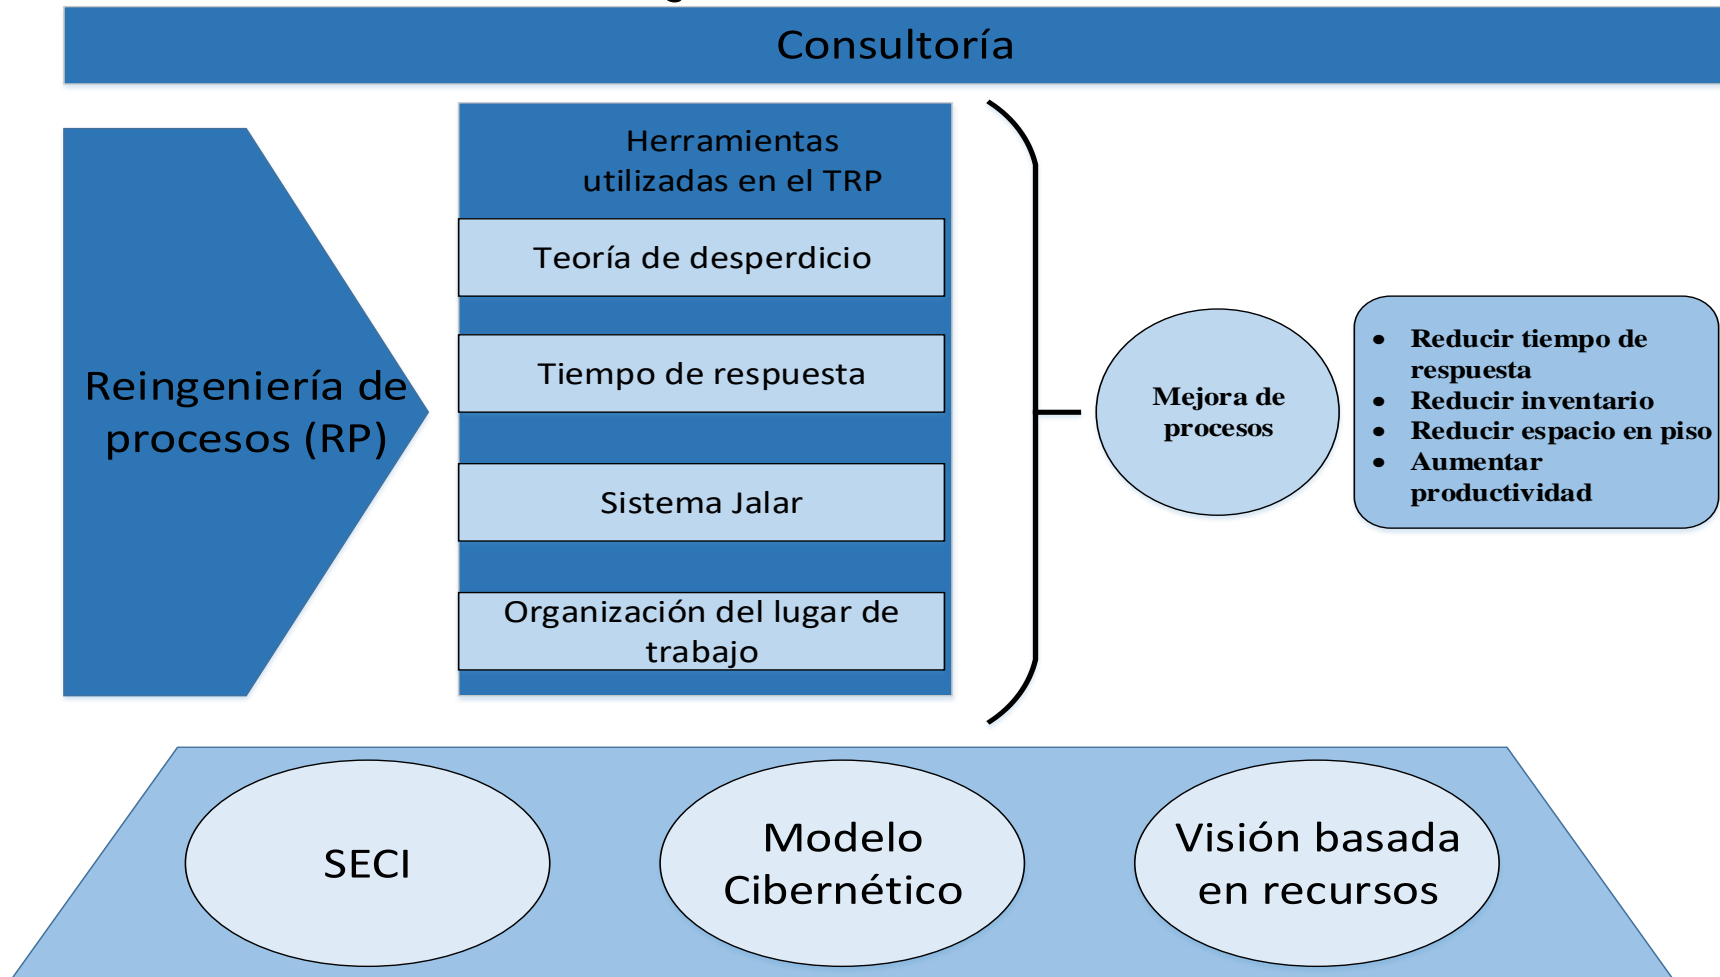 Consultoría
Herramientas
utilizadas en el TRP
Teoría de desperdicio
Tiempo de respuesta
Sistema Jalar
Organización del lugar de
trabajo
Reingeniería de
procesos (RP)
Mejora de
procesos
• Reducir tiempo de
respuesta
• Reducir inventario
• Reducir espacio en piso
• Aumentar
productividad
SECI
Modelo
Cibernético
Visión basada
en recursos